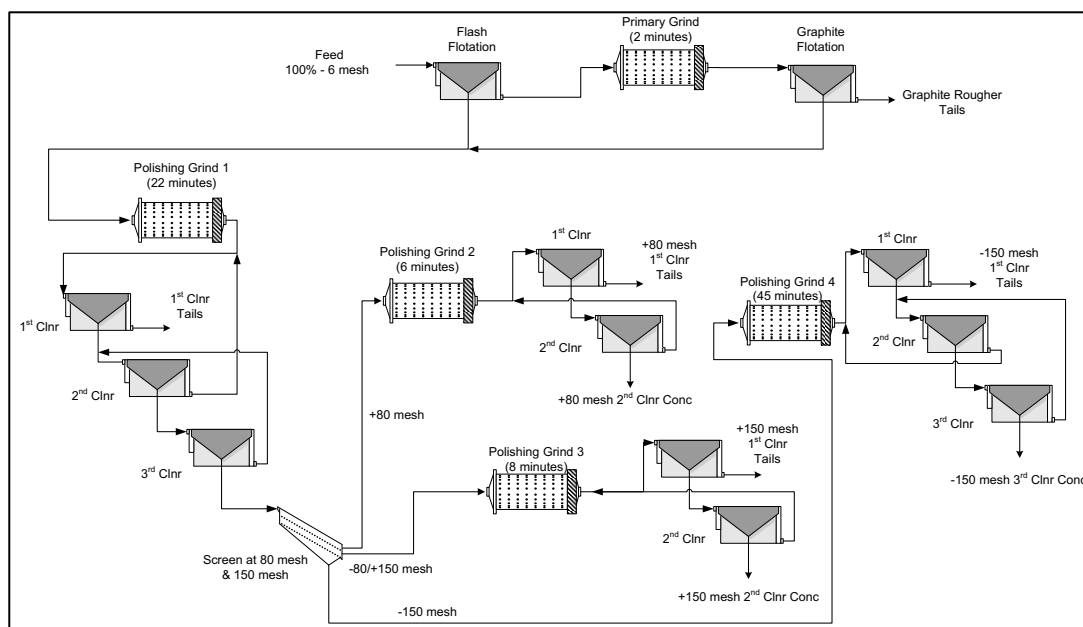 Flash
Flotation
Primary Grind
(2 minutes)
Graphite
Flotation
Feed
100% - 6 mesh
Graphite Rougher
Tails
Polishing Grind 1
(22 minutes)
1st Clnr
1st Clnr
Tails
2nd Clnr
3rd Clnr
Screen at 80 mesh
& 150 mesh
+80 mesh
-80/+150 mesh
-150 mesh
Polishing Grind 2
(6 minutes)
1st Clnr
+80 mesh
1st Clnr
Tails
2nd Clnr
+80 mesh 2nd Clnr Conc
Polishing Grind 3
(8 minutes)
+150 mesh
1st Clnr
Tails
2nd Clnr
+150 mesh 2nd Clnr Conc
Polishing Grind 4
(45 minutes)
1st Clnr
-150 mesh
1st Clnr
Tails
2nd Clnr
3rd Clnr
-150 mesh 3rd Clnr Conc